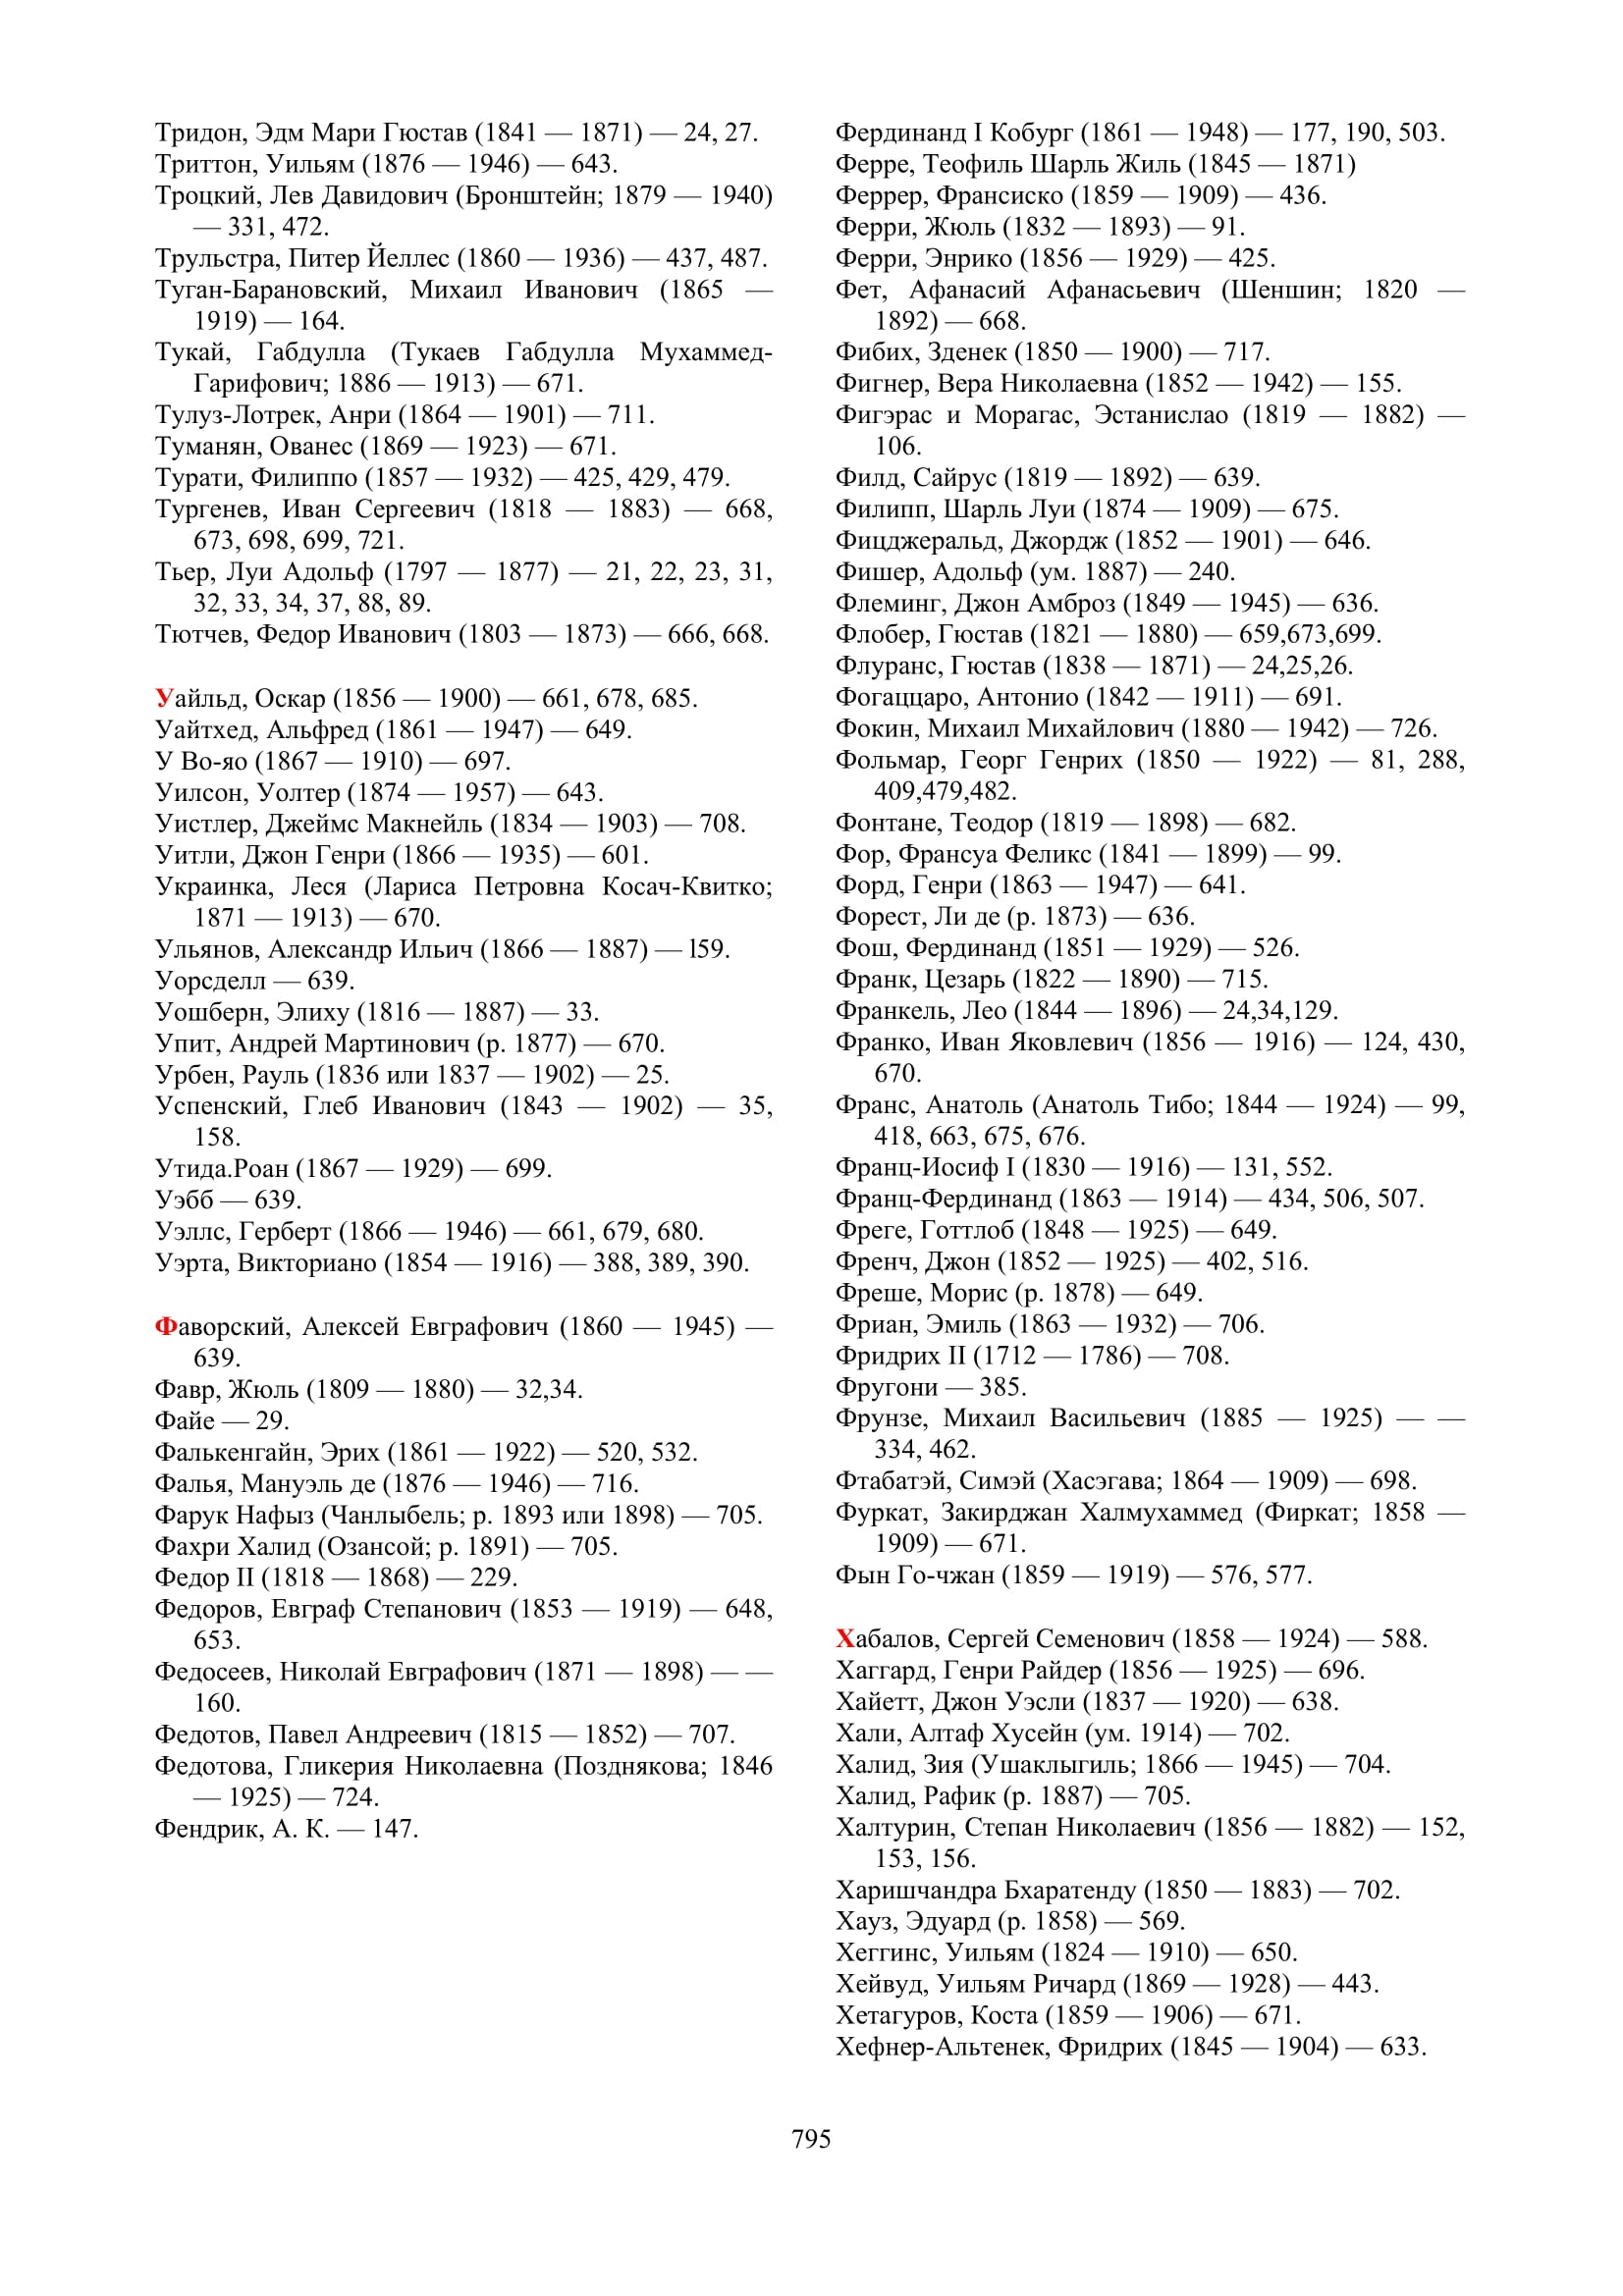 Тридон, Эдм Мари Гюстав (1841 — 1871) — 24, 27.
Триттон, Уильям (1876 — 1946) — 643.
Троцкий, Лев Давидович (Бронштейн; 1879 — 1940)
— 331, 472.
Трульстра, Питер Йеллес (1860 — 1936) — 437, 487.
Туган-Барановский, Михаил Иванович (1865 —
1919) — 164.
Тукай, Габдулла (Тукаев Габдулла Мухаммед-
Гарифович; 1886 — 1913) — 671.
Тулуз-Лотрек, Анри (1864 — 1901) — 711.
Туманян, Ованес (1869 — 1923) — 671.
Турати, Филиппо (1857 — 1932) — 425, 429, 479.
Тургенев, Иван Сергеевич (1818 — 1883) — 668,
673, 698, 699, 721.
Тьер, Луи Адольф (1797 — 1877) — 21, 22, 23, 31,
32, 33, 34, 37, 88, 89.
Тютчев, Федор Иванович (1803 — 1873) — 666, 668.
Уайльд, Оскар (1856 — 1900) — 661, 678, 685.
Уайтхед, Альфред (1861 — 1947) — 649.
У Во-яо (1867 — 1910) — 697.
Уилсон, Уолтер (1874 — 1957) — 643.
Уистлер, Джеймс Макнейль (1834 — 1903) — 708.
Уитли, Джон Генри (1866 — 1935) — 601.
Украинка, Леся (Лариса Петровна Косач-Квитко;
1871 — 1913) — 670.
Ульянов, Александр Ильич (1866 — 1887) — l59.
Уорсделл — 639.
Уошберн, Элиху (1816 — 1887) — 33.
Упит, Андрей Мартинович (р. 1877) — 670.
Урбен, Рауль (1836 или 1837 — 1902) — 25.
Успенский, Глеб Иванович (1843 — 1902) — 35,
158.
Утида.Роан (1867 — 1929) — 699.
Уэбб — 639.
Уэллс, Герберт (1866 — 1946) — 661, 679, 680.
Уэрта, Викториано (1854 — 1916) — 388, 389, 390.
Фаворский, Алексей Евграфович (1860 — 1945) —
639.
Фавр, Жюль (1809 — 1880) — 32,34.
Файе — 29.
Фалькенгайн, Эрих (1861 — 1922) — 520, 532.
Фалья, Мануэль де (1876 — 1946) — 716.
Фарук Нафыз (Чанлыбель; р. 1893 или 1898) — 705.
Фахри Халид (Озансой; р. 1891) — 705.
Федор II (1818 — 1868) — 229.
Федоров, Евграф Степанович (1853 — 1919) — 648,
653.
Федосеев, Николай Евграфович (1871 — 1898) — —
160.
Федотов, Павел Андреевич (1815 — 1852) — 707.
Федотова, Гликерия Николаевна (Позднякова; 1846
— 1925) — 724.
Фендрик, А. К. — 147.
Фердинанд I Кобург (1861 — 1948) — 177, 190, 503.
Ферре, Теофиль Шарль Жиль (1845 — 1871)
Феррер, Франсиско (1859 — 1909) — 436.
Ферри, Жюль (1832 — 1893) — 91.
Ферри, Энрико (1856 — 1929) — 425.
Фет, Афанасий Афанасьевич (Шеншин; 1820 —
1892) — 668.
Фибих, Зденек (1850 — 1900) — 717.
Фигнер, Вера Николаевна (1852 — 1942) — 155.
Фигэрас и Морагас, Эстанислао (1819 — 1882) —
106.
Филд, Сайрус (1819 — 1892) — 639.
Филипп, Шарль Луи (1874 — 1909) — 675.
Фицджеральд, Джордж (1852 — 1901) — 646.
Фишер, Адольф (ум. 1887) — 240.
Флеминг, Джон Амброз (1849 — 1945) — 636.
Флобер, Гюстав (1821 — 1880) — 659,673,699.
Флуранс, Гюстав (1838 — 1871) — 24,25,26.
Фогаццаро, Антонио (1842 — 1911) — 691.
Фокин, Михаил Михайлович (1880 — 1942) — 726.
Фольмар, Георг Генрих (1850 — 1922) — 81, 288,
409,479,482.
Фонтане, Теодор (1819 — 1898) — 682.
Фор, Франсуа Феликс (1841 — 1899) — 99.
Форд, Генри (1863 — 1947) — 641.
Форест, Ли де (р. 1873) — 636.
Фош, Фердинанд (1851 — 1929) — 526.
Франк, Цезарь (1822 — 1890) — 715.
Франкель, Лео (1844 — 1896) — 24,34,129.
Франко, Иван Яковлевич (1856 — 1916) — 124, 430,
670.
Франс, Анатоль (Анатоль Тибо; 1844 — 1924) — 99,
418, 663, 675, 676.
Франц-Иосиф I (1830 — 1916) — 131, 552.
Франц-Фердинанд (1863 — 1914) — 434, 506, 507.
Фреге, Готтлоб (1848 — 1925) — 649.
Френч, Джон (1852 — 1925) — 402, 516.
Фреше, Морис (р. 1878) — 649.
Фриан, Эмиль (1863 — 1932) — 706.
Фридрих II (1712 — 1786) — 708.
Фругони — 385.
Фрунзе, Михаил Васильевич (1885 — 1925) — —
334, 462.
Фтабатэй, Симэй (Хасэгава; 1864 — 1909) — 698.
Фуркат, Закирджан Халмухаммед (Фиркат; 1858 —
1909) — 671.
Фын Го-чжан (1859 — 1919) — 576, 577.
Хабалов, Сергей Семенович (1858 — 1924) — 588.
Хаггард, Генри Райдер (1856 — 1925) — 696.
Хайетт, Джон Уэсли (1837 — 1920) — 638.
Хали, Алтаф Хусейн (ум. 1914) — 702.
Халид, Зия (Ушаклыгиль; 1866 — 1945) — 704.
Халид, Рафик (р. 1887) — 705.
Халтурин, Степан Николаевич (1856 — 1882) — 152,
153, 156.
Харишчандра Бхаратенду (1850 — 1883) — 702.
Хауз, Эдуард (р. 1858) — 569.
Хеггинс, Уильям (1824 — 1910) — 650.
Хейвуд, Уильям Ричард (1869 — 1928) — 443.
Хетагуров, Коста (1859 — 1906) — 671.
Хефнер-Альтенек, Фридрих (1845 — 1904) — 633.
795